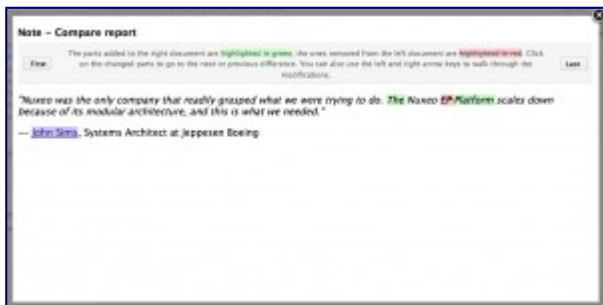 Note - Compare report
The parts added to the right document are highlighted in green, the ones removed from the left document are highlighted in red. Click
First
on the changed parts to go to the next or previous difference. You can also use the left and right arrow keys to walk through the
Last
modifications.
"Nuxeo was the only company that readily grasped what we were trying to do. The Nuxeo EP Platform scales down
because of its modular architecture, and this is what we needed."
-- John Sims, Systems Architect at Jeppesen Boeing